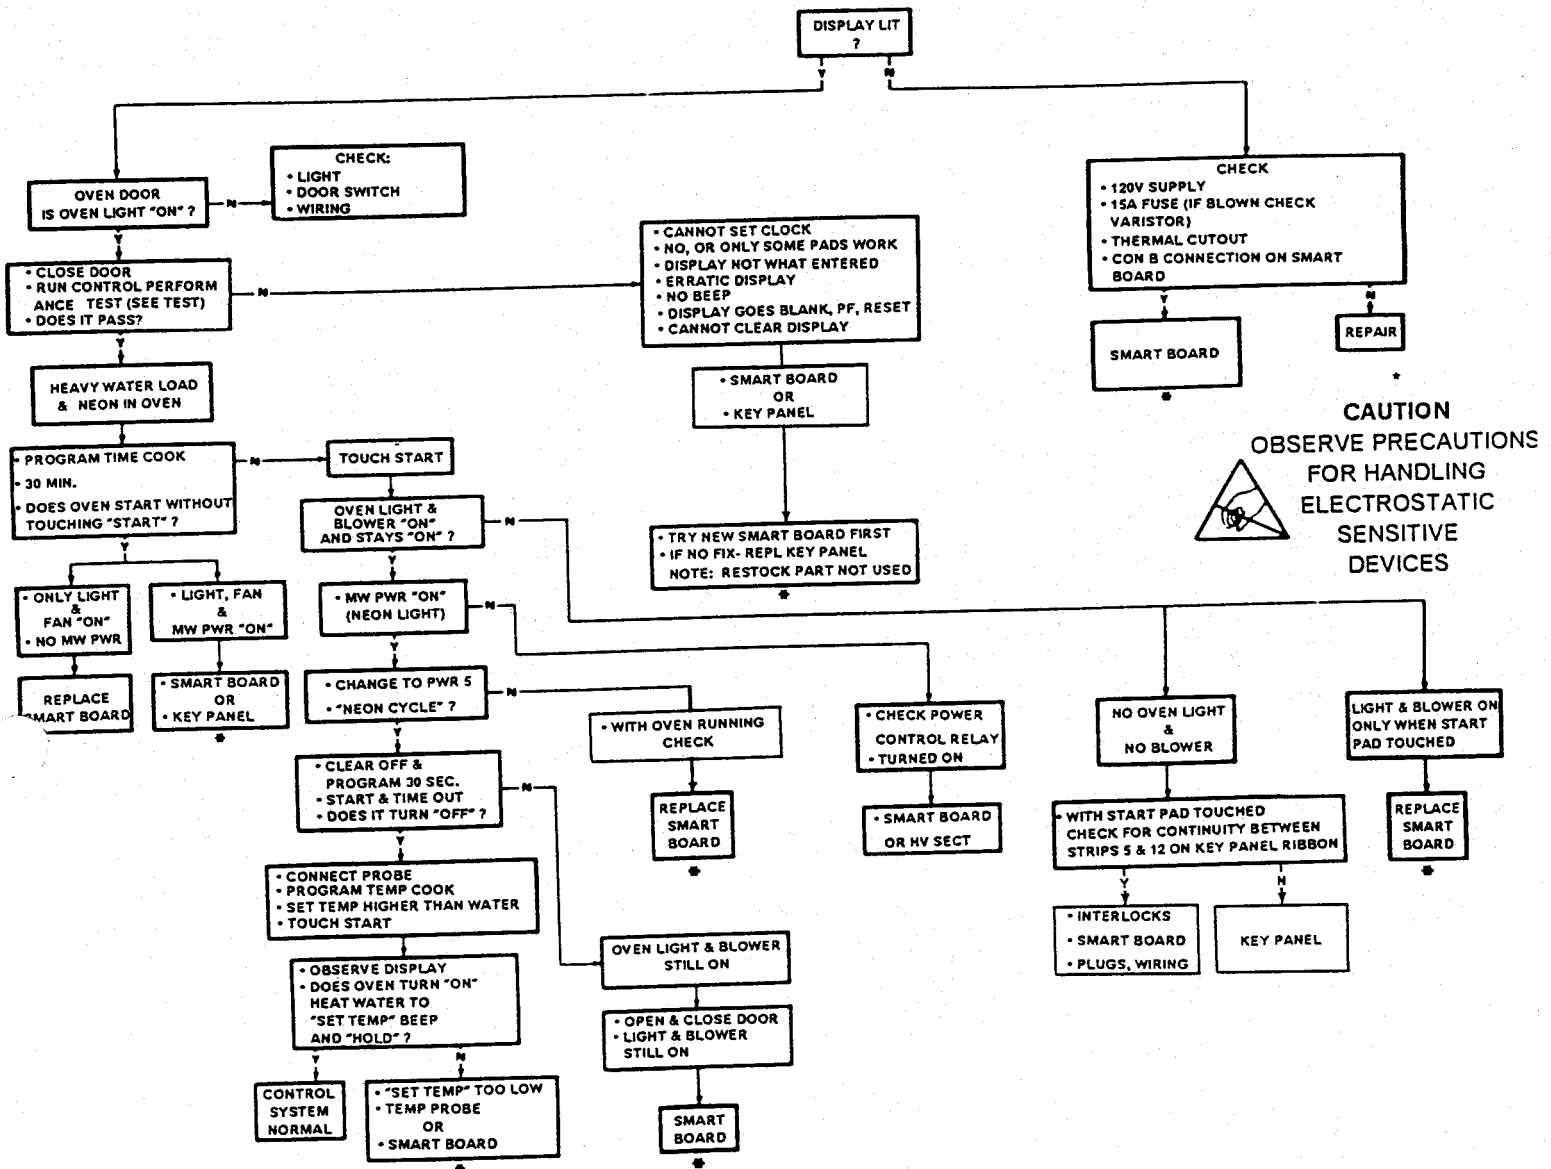 DISPLAY LIT
?
Y
N
CHECK:
• LIGHT
• DOOR SWITCH
• WIRING
OVEN DOOR
IS OVEN LIGHT "ON" ?
N
Y
CHECK
• 120V SUPPLY
• 15A FUSE (IF BLOWN CHECK
VARISTOR)
• THERMAL CUTOUT
• CON B CONNECTION ON SMART
BOARD
Y
N
SMART BOARD
*
REPAIR
• CLOSE DOOR
• RUN CONTROL PERFORM
ANCE TEST (SEE TEST)
• DOES IT PASS?
N
Y
• CANNOT SET CLOCK
• NO, OR ONLY SOME PADS WORK
• DISPLAY NOT WHAT ENTERED
• ERRATIC DISPLAY
• NO BEEP
• DISPLAY GOES BLANK, PF, RESET
• CANNOT CLEAR DISPLAY
• SMART BOARD
OR
• KEY PANEL
• TRY NEW SMART BOARD FIRST
• IF NO FIX- REPL KEY PANEL
NOTE: RESTOCK PART NOT USED
*
*
CAUTION
OBSERVE PRECAUTIONS
FOR HANDLING
ELECTROSTATIC
SENSITIVE
DEVICES
HEAVY WATER LOAD
& NEON IN OVEN
• PROGRAM TIME COOK
• 30 MIN.
• DOES OVEN START WITHOUT
TOUCHING "START" ?
N
Y
TOUCH START
OVEN LIGHT &
BLOWER "ON"
AND STAYS "ON" ?
N
Y
• ONLY LIGHT
&
FAN "ON"
• NO MW PWR
REPLACE
SMART BOARD
• LIGHT, FAN
&
MW PWR "ON"
• SMART BOARD
OR
• KEY PANEL
*
• MW PWR "ON"
(NEON LIGHT)
N
Y
• CHANGE TO PWR 5
• "NEON CYCLE" ?
N
Y
• WITH OVEN RUNNING
CHECK
REPLACE
SMART
BOARD
*
• CHECK POWER
CONTROL RELAY
• TURNED ON
• SMART BOARD
OR HV SECT
NO OVEN LIGHT
&
NO BLOWER
LIGHT & BLOWER ON
ONLY WHEN START
PAD TOUCHED
• WITH START PAD TOUCHED
CHECK FOR CONTINUITY BETWEEN
STRIPS 5 & 12 ON KEY PANEL RIBBON
Y
N
REPLACE
SMART
BOARD
*
• INTERLOCKS
• SMART BOARD
• PLUGS, WIRING
KEY PANEL
• CLEAR OFF &
PROGRAM 30 SEC.
• START & TIME OUT
• DOES IT TURN "OFF" ?
N
Y
• CONNECT PROBE
• PROGRAM TEMP COOK
• SET TEMP HIGHER THAN WATER
• TOUCH START
OVEN LIGHT & BLOWER
STILL ON
• OBSERVE DISPLAY
• DOES OVEN TURN "ON"
HEAT WATER TO
"SET TEMP" BEEP
AND "HOLD" ?
Y
N
• OPEN & CLOSE DOOR
• LIGHT & BLOWER
STILL ON
CONTROL
SYSTEM
NORMAL
• "SET TEMP" TOO LOW
• TEMP PROBE
OR
• SMART BOARD
*
SMART
BOARD
*